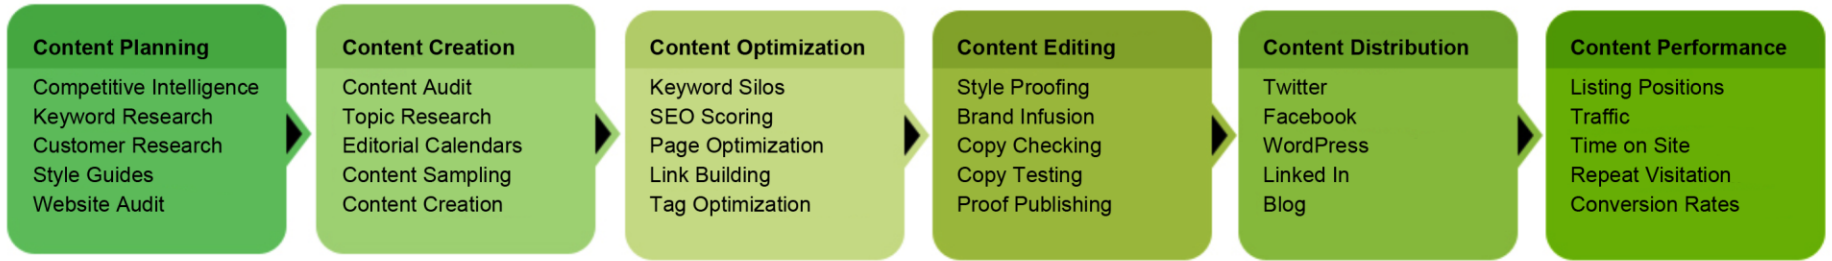 Content Planning
Competitive Intelligence
Keyword Research
Customer Research
Style Guides
Website Audit
Content Creation
Content Audit
Topic Research
Editorial Calendars
Content Sampling
Content Creation
Content Optimization
Keyword Silos
SEO Scoring
Page Optimization
Link Building
Tag Optimization
Content Editing
Style Proofing
Brand Infusion
Copy Checking
Copy Testing
Proof Publishing
Content Distribution
Twitter
Facebook
WordPress
Linked In
Blog
Content Performance
Listing Positions
Traffic
Time on Site
Repeat Visitation
Conversion Rates